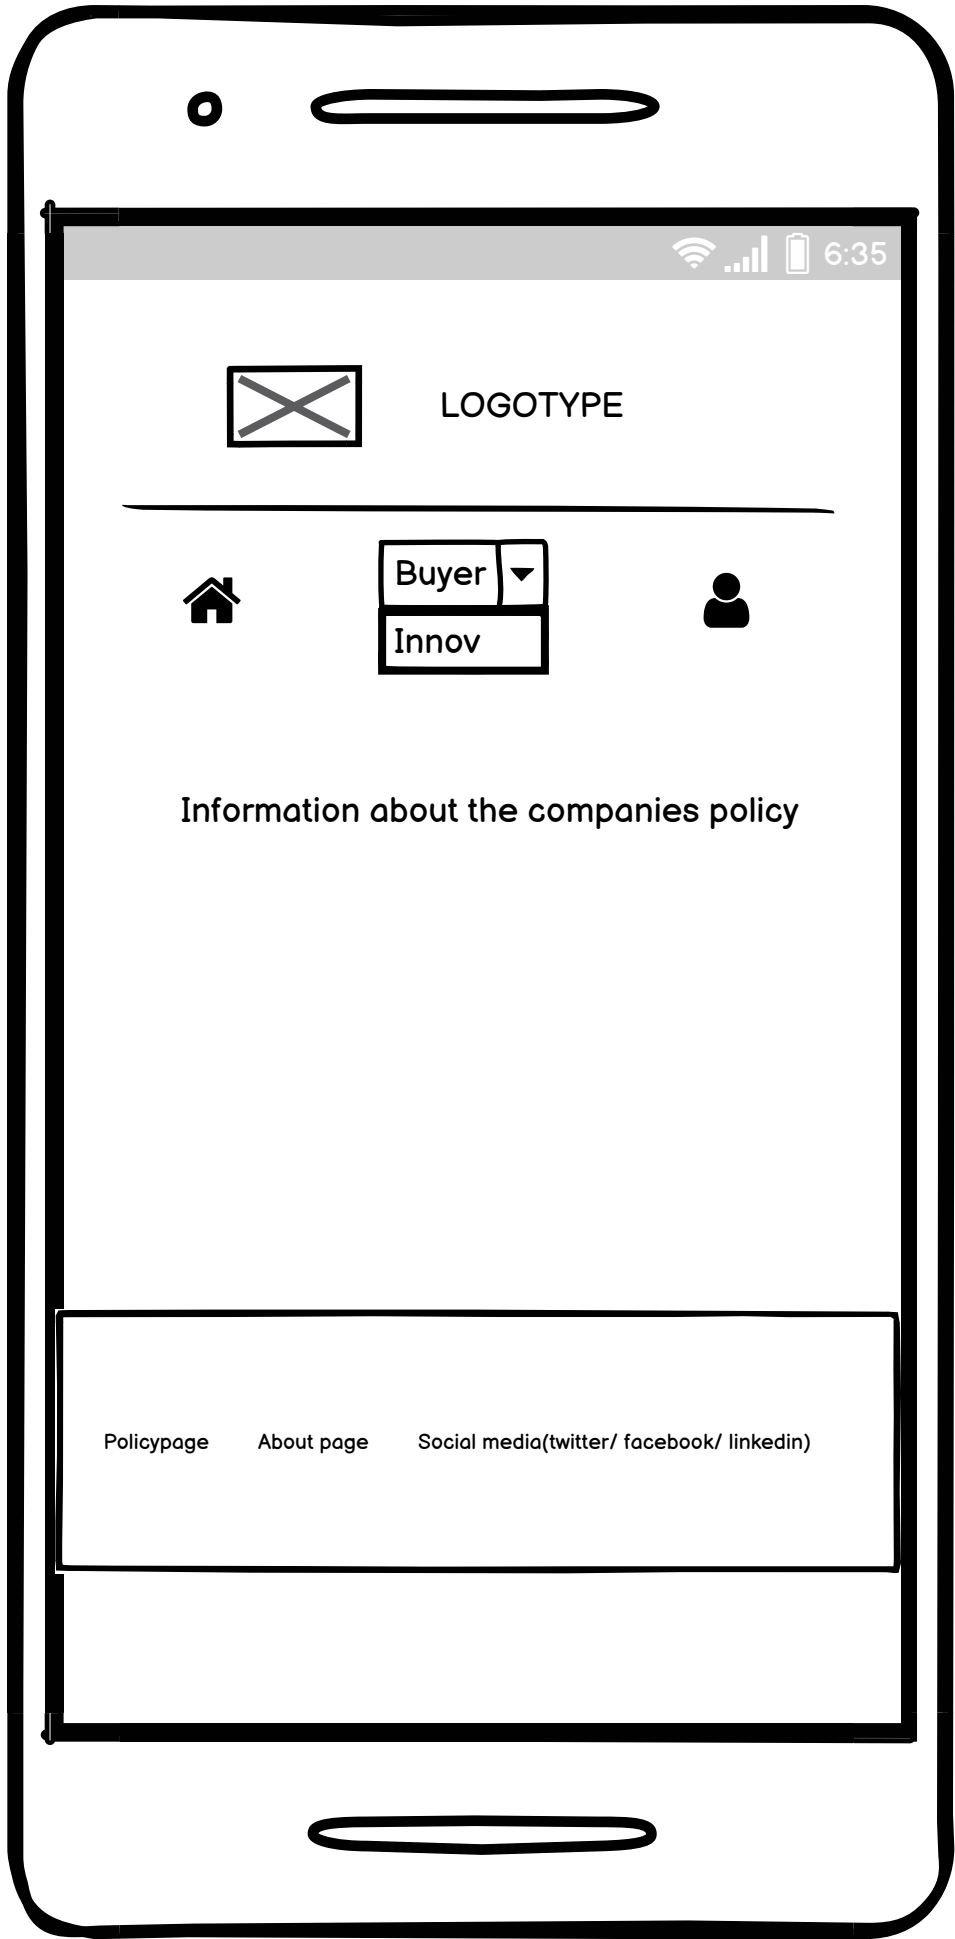 6:35
LOGOTYPE
Buyer
Innov
Information about the companies policy
Policypage About page Social media(twitter/ facebook/ linkedin)